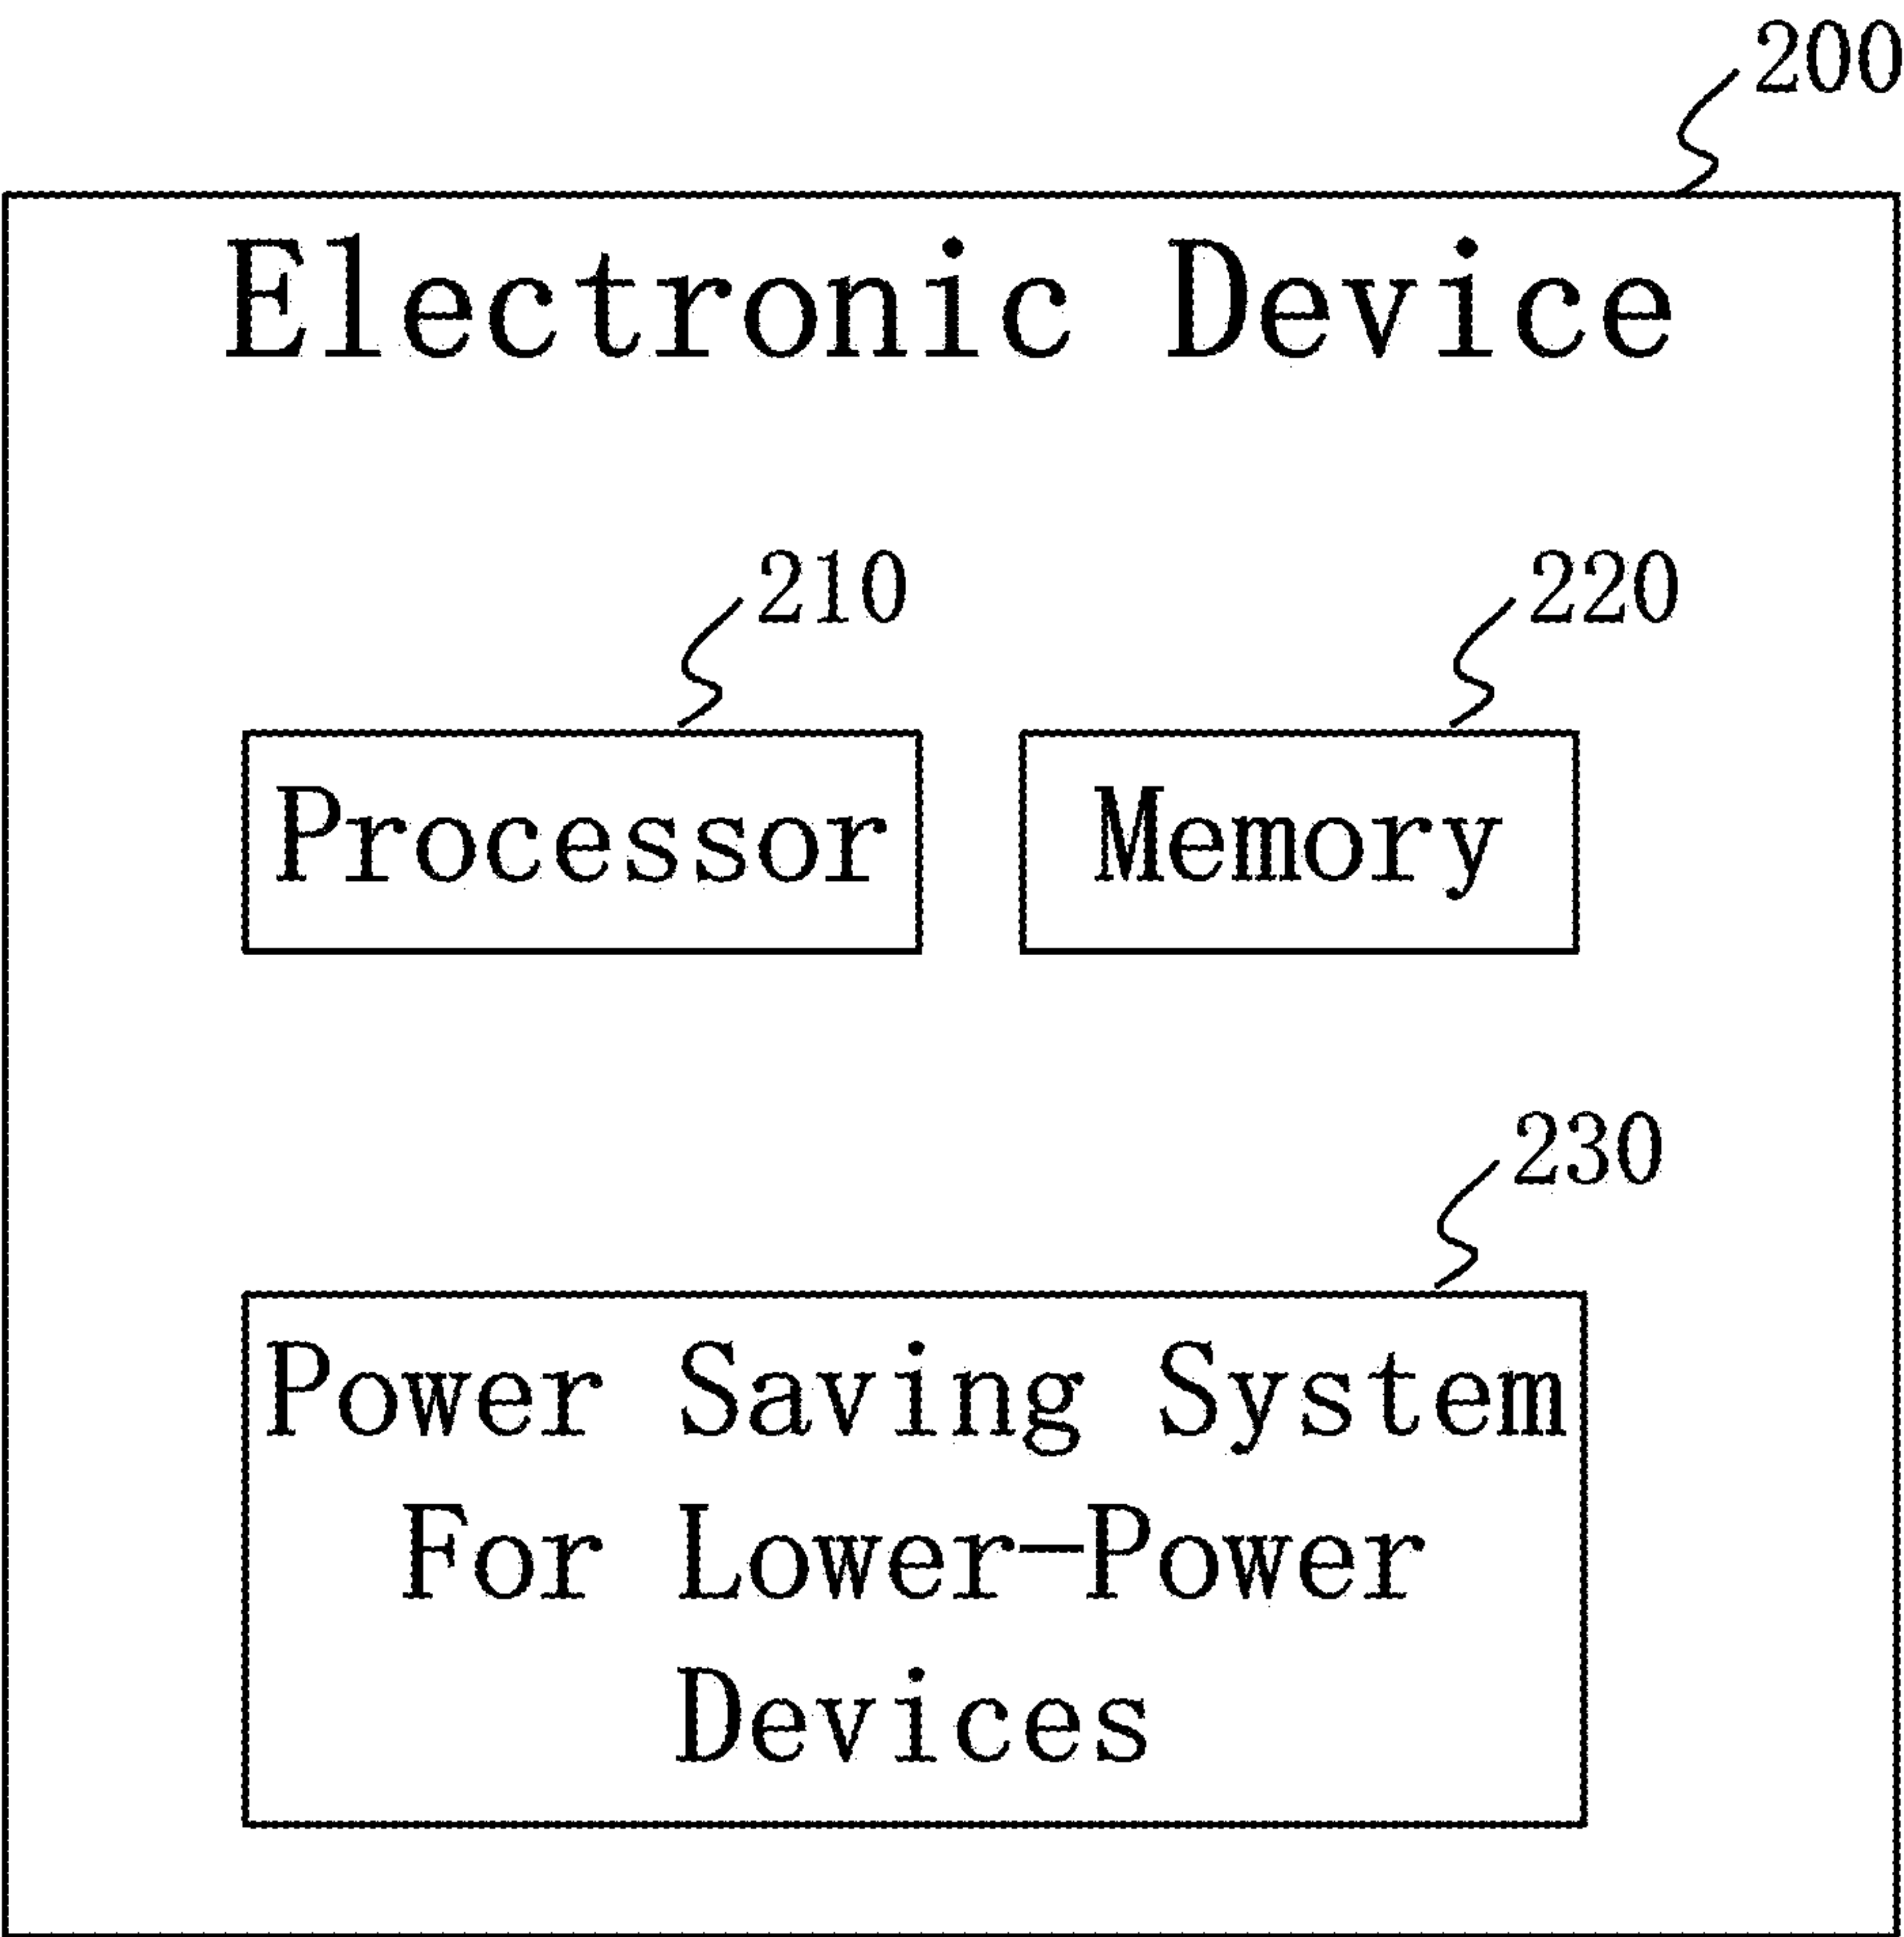 200
Electronic Device
210
220
Processor
Memory
230
Power Saving System
For Lower-Power
Devices